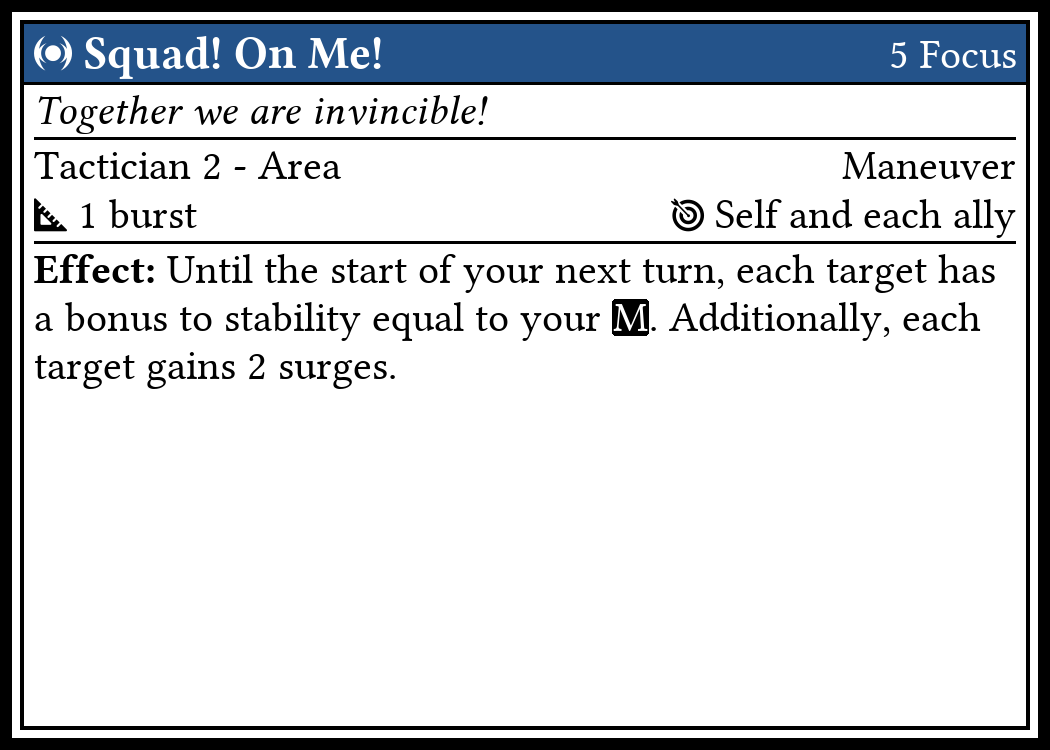 Squad! On Me! 5 Focus
Together we are invincible!
Tactician 2 - Area Maneuver
1 burst Self and each ally
Effect: Until the start of your next turn, each target has
a bonus to stability equal to your M. Additionally, each
target gains 2 surges.